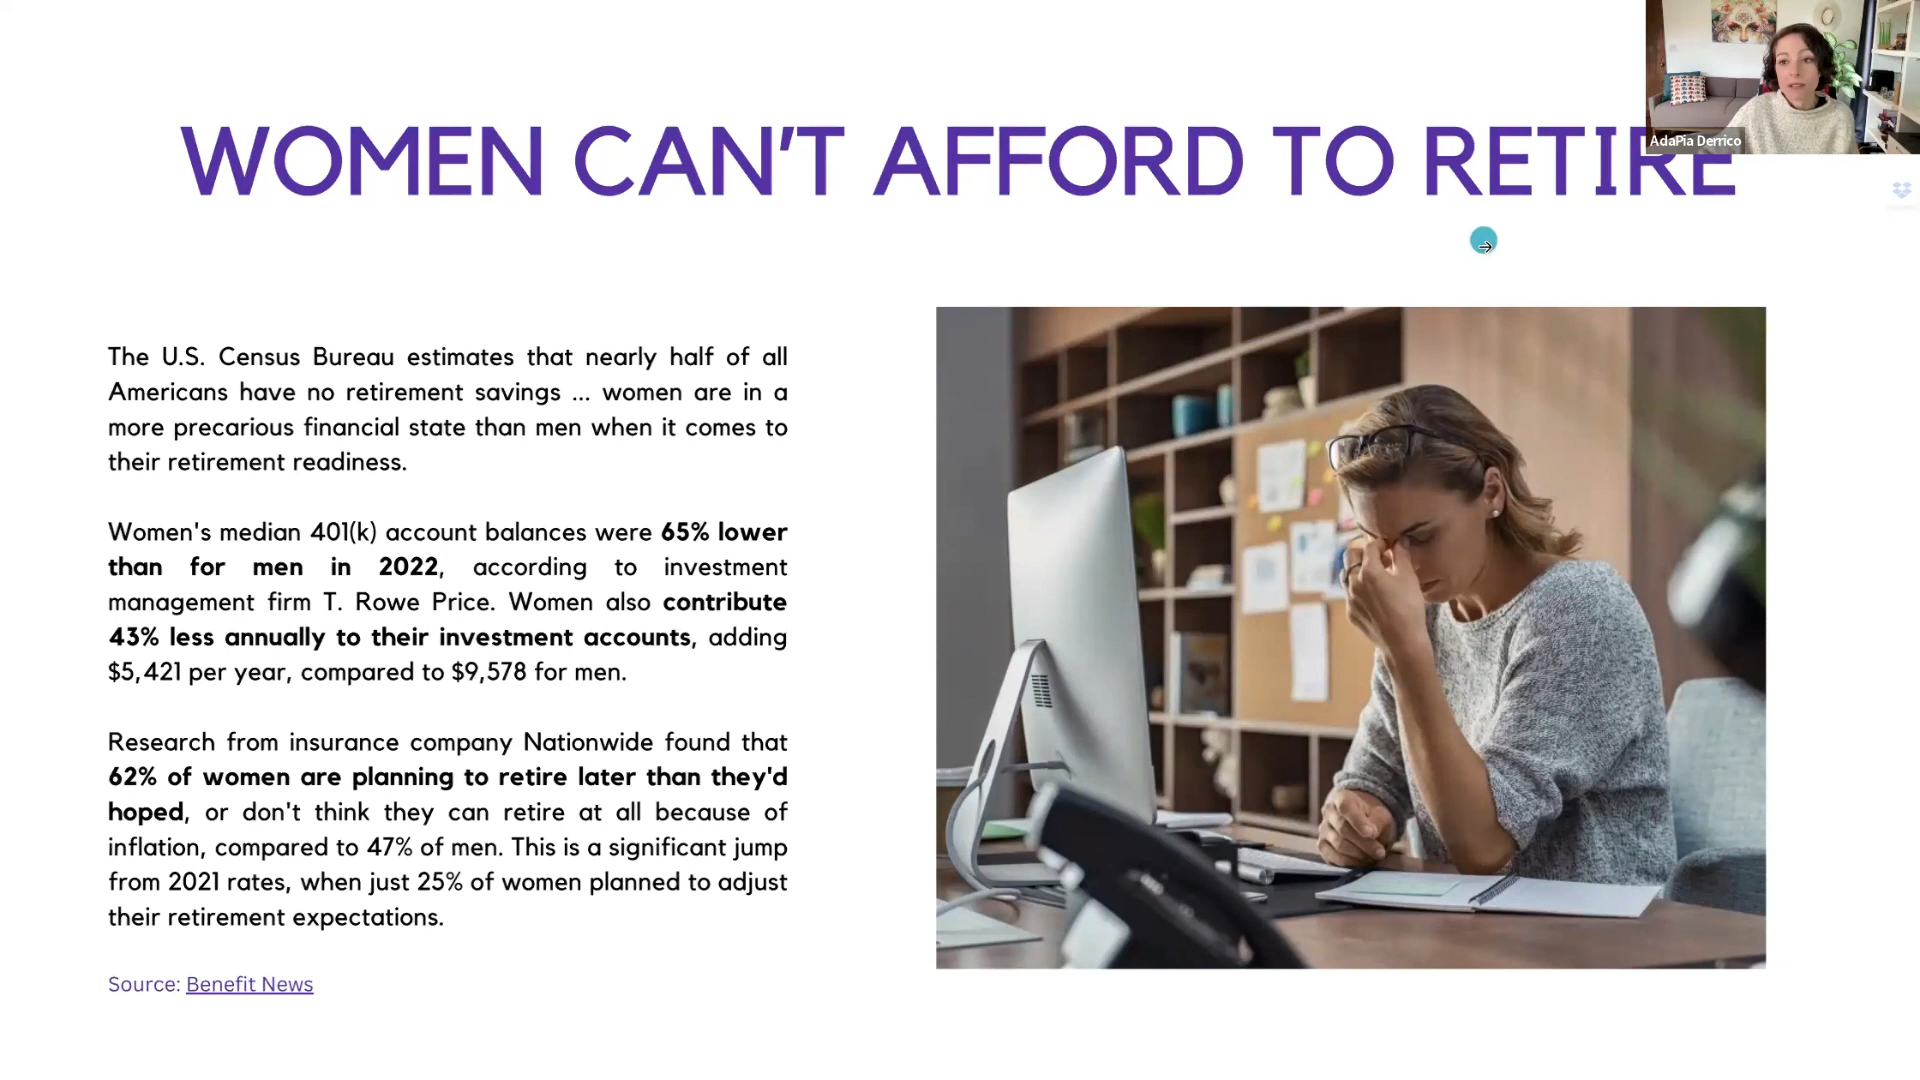 AdaPia Derrico
WOMEN CAN'T AFFORD TO RETIRE
The U.S. Census Bureau estimates that nearly half of all
Americans have no retirement savings ... women are in a
more precarious financial state than men when it comes to
their retirement readiness.
Women's median 401(k) account balances were 65% lower
than for men in 2022, according to investment
management firm T. Rowe Price. Women also contribute
43% less annually to their investment accounts, adding
$5,421 per year, compared to $9,578 for men.
Research from insurance company Nationwide found that
62% of women are planning to retire later than they'd
hoped, or don't think they can retire at all because of
inflation, compared to 47% of men. This is a significant jump
from 2021 rates, when just 25% of women planned to adjust
their retirement expectations.
Source: Benefit News